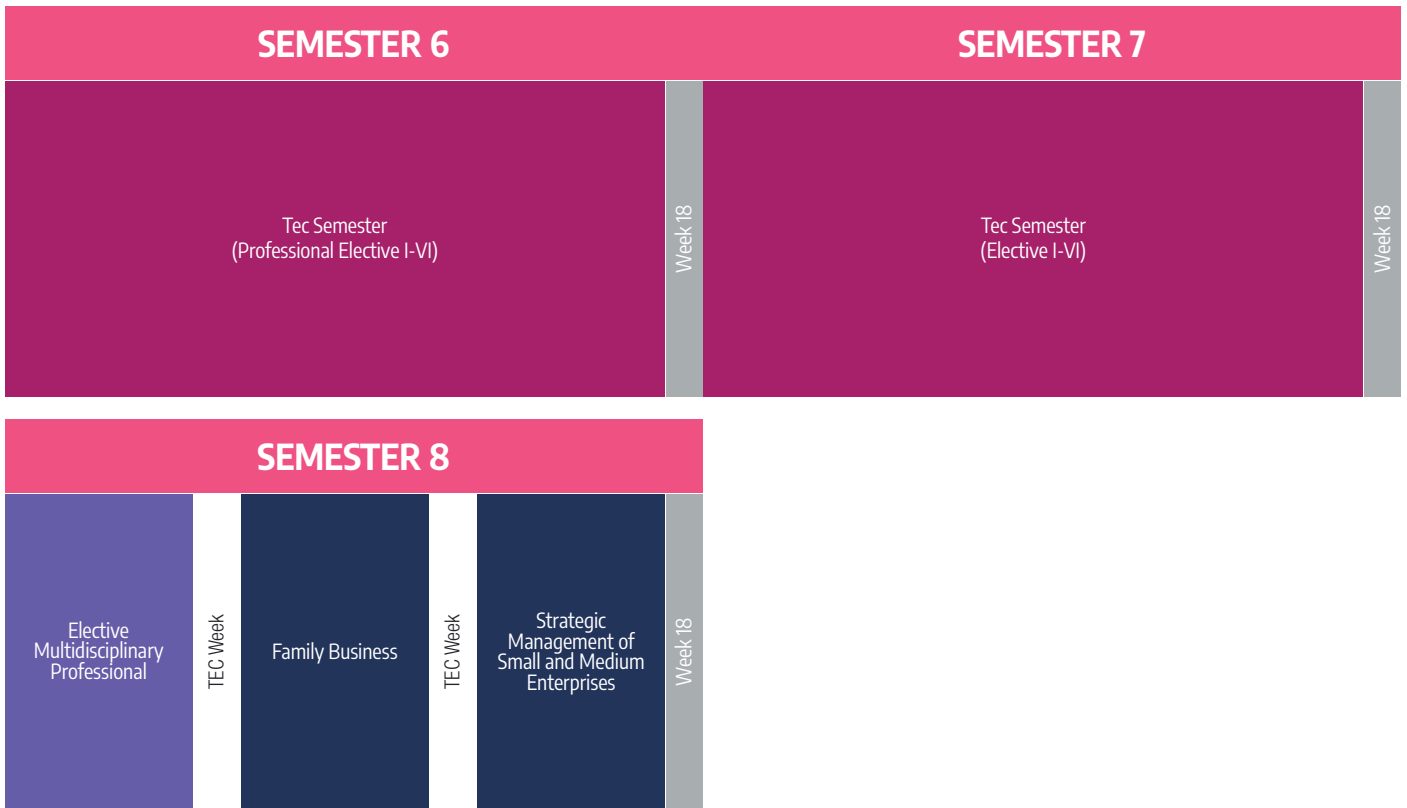 SEMESTER 6
Tec Semester
(Professional Elective I-VI)
Week 18
SEMESTER 7
Tec Semester
(Elective I-VI)
Week 18
SEMESTER 8
Elective
Multidisciplinary
Professional
TEC Week
Family Business
TEC Week
Strategic
Management of
Small and Medium
Enterprises
Week 18